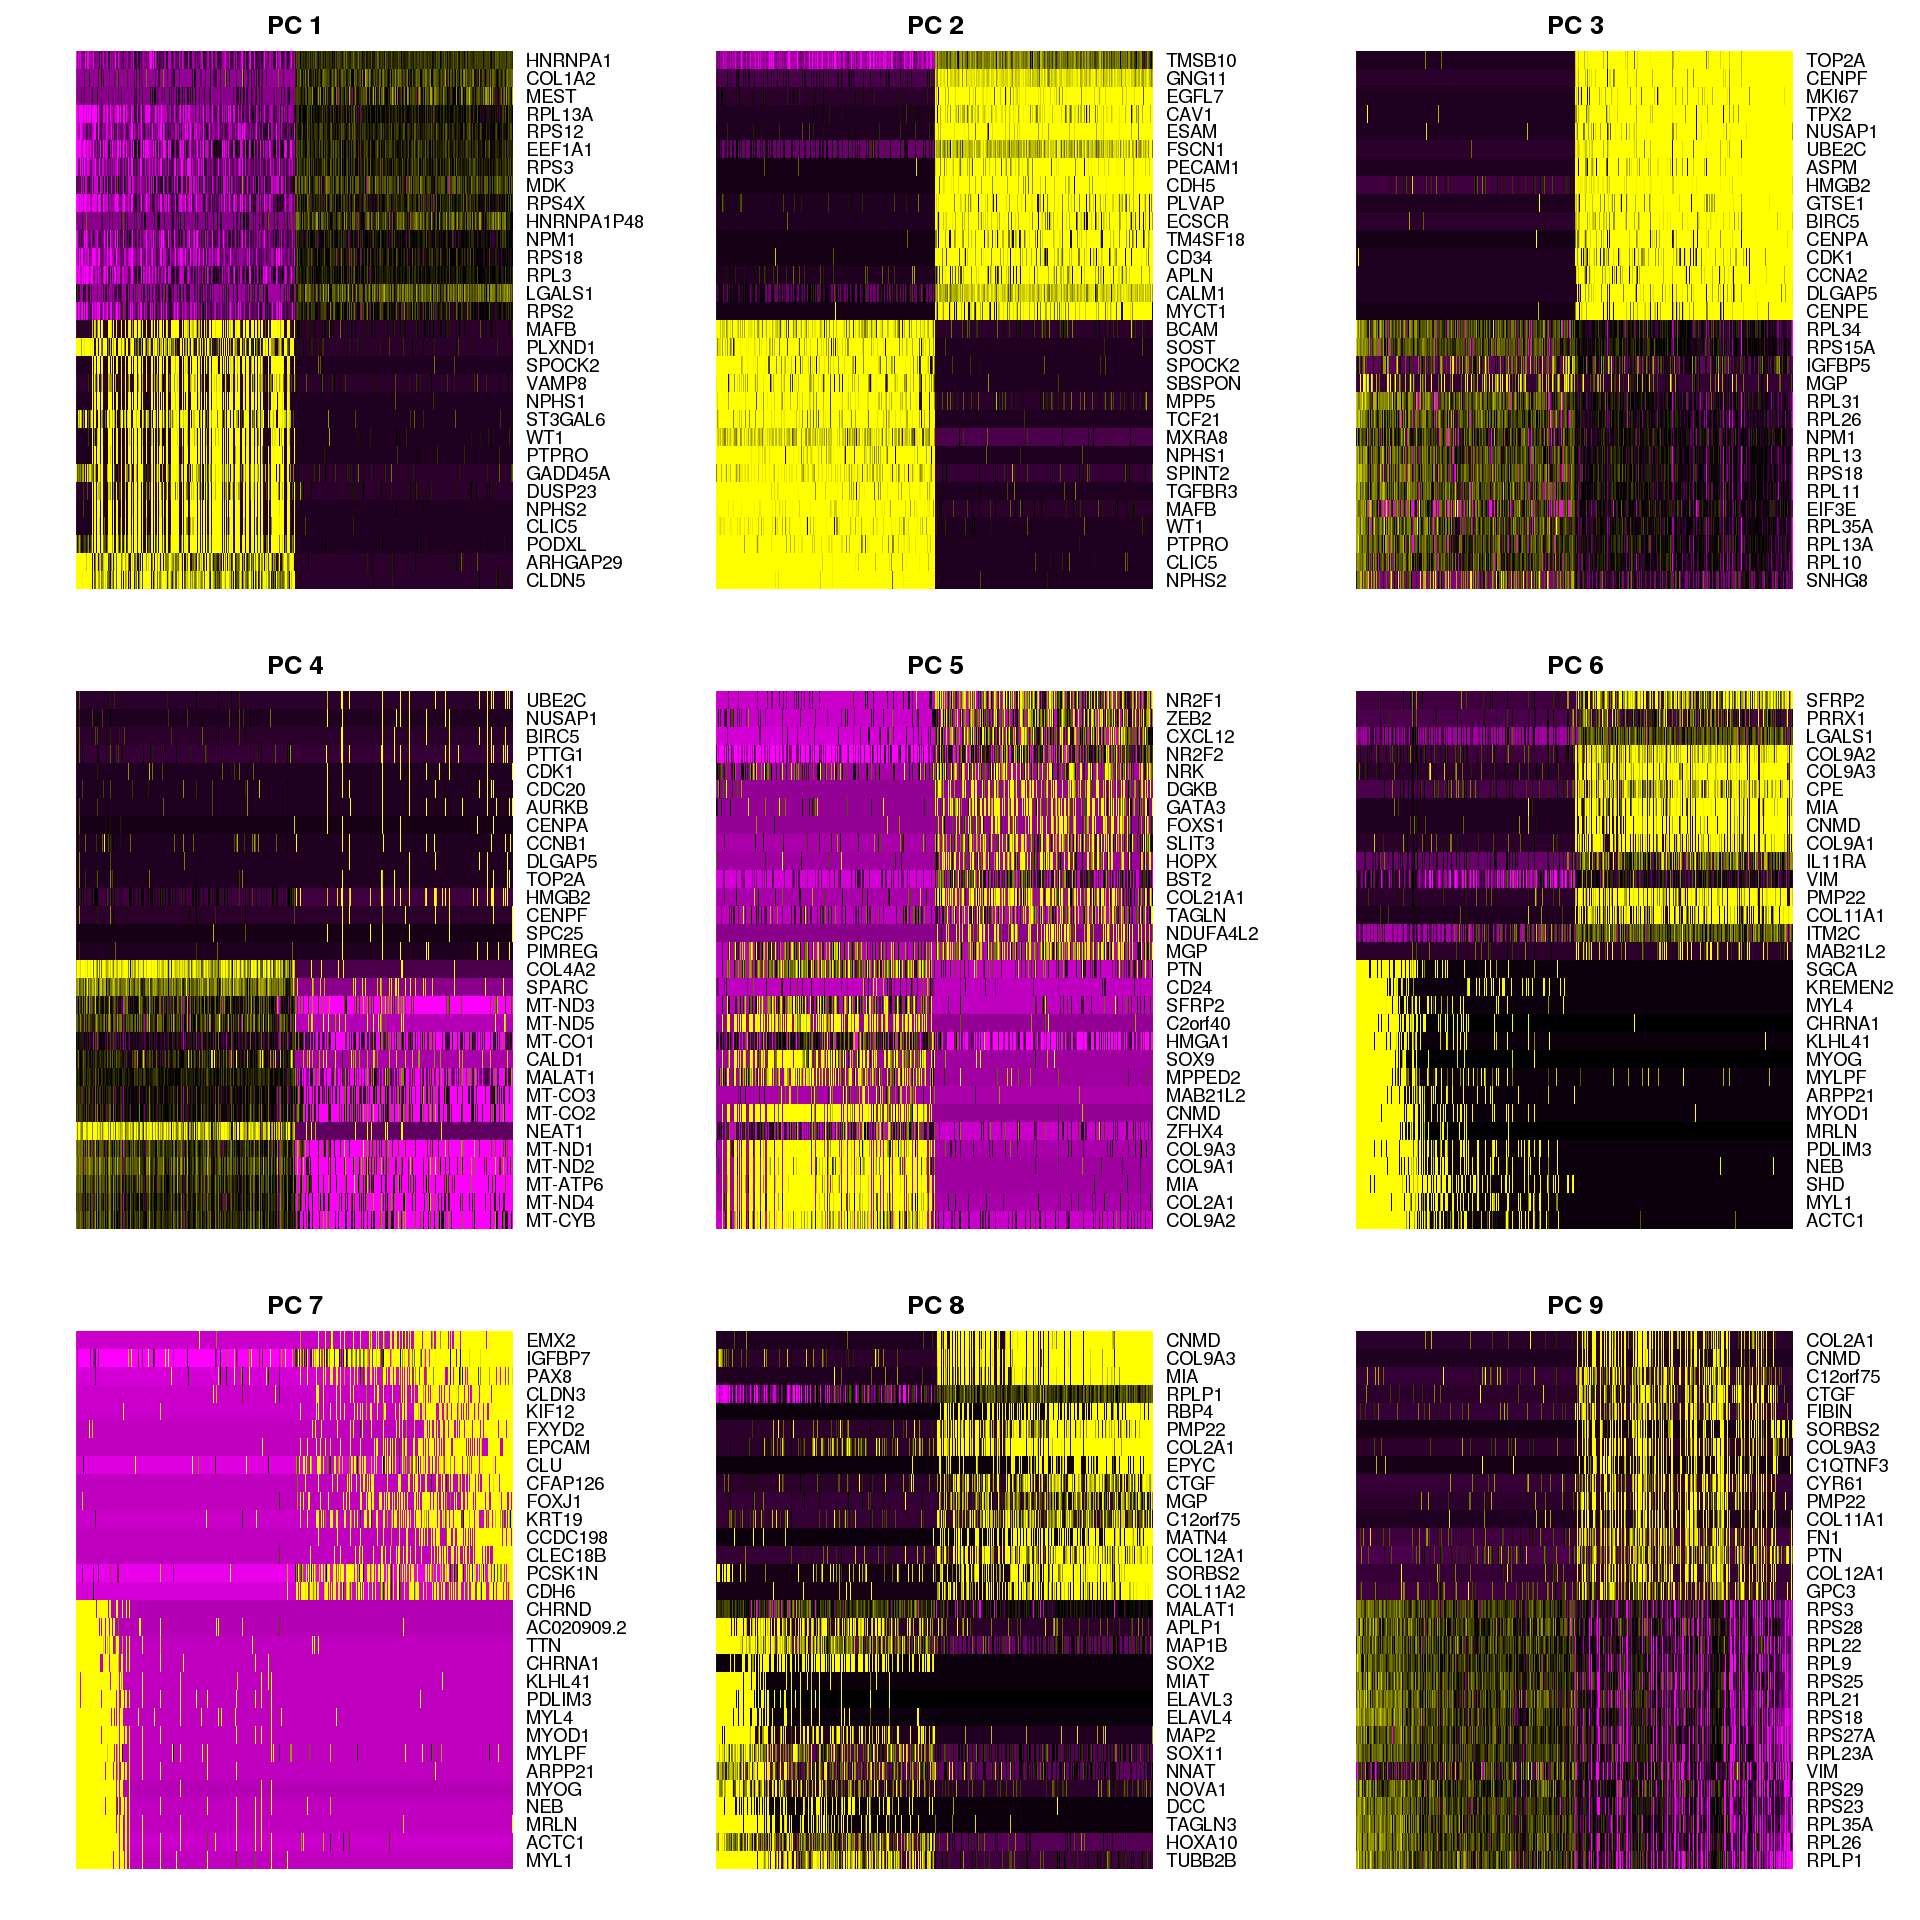 PC 1
HNRNPA1
COL1A2
MEST
RPL13A
RPS12
EEF1A1
RPS3
MDK
RPS4X
HNRNPA1P48
NPM1
RPS18
RPL3
LGALS1
RPS2
MAFB
PLXND1
SPOCK2
VAMP8
NPHS1
ST3GAL6
WT1
PTPRO
GADD45A
DUSP23
NPHS2
CLIC5
PODXL
ARHGAP29
CLDN5
PC 2
TMSB10
GNG11
EGFL7
CAV1
ESAM
FSCN1
PECAM1
CDH5
PLVAP
ECSCR
TM4SF18
CD34
APLN
CALM1
MYCT1
BCAM
SOST
SPOCK2
SBSPON
MPP5
TCF21
MXRA8
NPHS1
SPINT2
TGFBR3
MAFB
WT1
PTPRO
CLIC5
NPHS2
PC 3
TOP2A
CENPF
MKI67
TPX2
NUSAP1
UBE2C
ASPM
HMGB2
GTSE1
BIRC5
CENPA
CDK1
CCNA2
DLGAP5
CENPE
RPL34
RPS15A
IGFBP5
MGP
RPL31
RPL26
NPM1
RPL13
RPS18
RPL11
EIF3E
RPL35A
RPL13A
RPL10
SNHG8
PC 4
UBE2C
NUSAP1
BIRC5
PTTG1
CDK1
CDC20
AURKB
CENPA
CCNB1
DLGAP5
TOP2A
HMGB2
CENPF
SPC25
PIMREG
COL4A2
SPARC
MT-ND3
MT-ND5
MT-CO1
CALD1
MALAT1
MT-CO3
MT-CO2
NEAT1
MT-ND1
MT-ND2
MT-ATP6
MT-ND4
MT-CYB
PC 5
NR2F1
ZEB2
CXCL12
NR2F2
NRK
DGKB
GATA3
FOXS1
SLIT3
HOPX
BST2
COL21A1
TAGLN
NDUFA4L2
MGP
PTN
CD24
SFRP2
C2orf40
HMGA1
SOX9
MPPED2
MAB21L2
CNMD
ZFHX4
COL9A3
COL9A1
MIA
COL2A1
COL9A2
PC 6
SFRP2
PRRX1
LGALS1
COL9A2
COL9A3
CPE
MIA
CNMD
COL9A1
IL11RA
VIM
PMP22
COL11A1
ITM2C
MAB21L2
SGCA
KREMEN2
MYL4
CHRNA1
KLHL41
MYOG
MYLPF
ARPP21
MYOD1
MRLN
PDLIM3
NEB
SHD
MYL1
ACTC1
PC 7
EMX2
IGFBP7
PAX8
CLDN3
KIF12
FXYD2
EPCAM
CLU
CFAP126
FOXJ1
KRT19
CCDC198
CLEC18B
PCSK1N
CDH6
CHRND
AC020909.2
TTN
CHRNA1
KLHL41
PDLIM3
MYL4
MYOD1
MYLPF
ARPP21
MYOG
NEB
MRLN
ACTC1
MYL1
PC 8
CNMD
COL9A3
MIA
RPLP1
RBP4
PMP22
COL2A1
EPYC
CTGF
MGP
C12orf75
MATN4
COL12A1
SORBS2
COL11A2
MALAT1
APLP1
MAP1B
SOX2
MIAT
ELAVL3
ELAVL4
MAP2
SOX11
NNAT
NOVA1
DCC
TAGLN3
HOXA10
TUBB2B
PC 9
COL2A1
CNMD
C12orf75
CTGF
FIBIN
SORBS2
COL9A3
C1QTNF3
CYR61
PMP22
COL11A1
FN1
PTN
COL12A1
GPC3
RPS3
RPS28
RPL22
RPL9
RPS25
RPL21
RPS18
RPS27A
RPL23A
VIM
RPS29
RPS23
RPL35A
RPL26
RPLP1